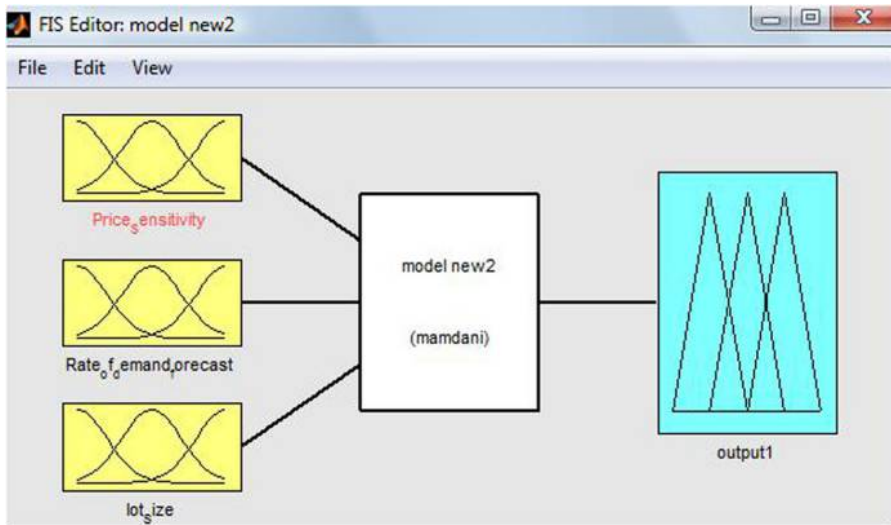 FIS Editor: model new2
File Edit View
Price_sensitivity
Rate_of_demand_forecast
lot_size
model new2
(mamdani)
output1